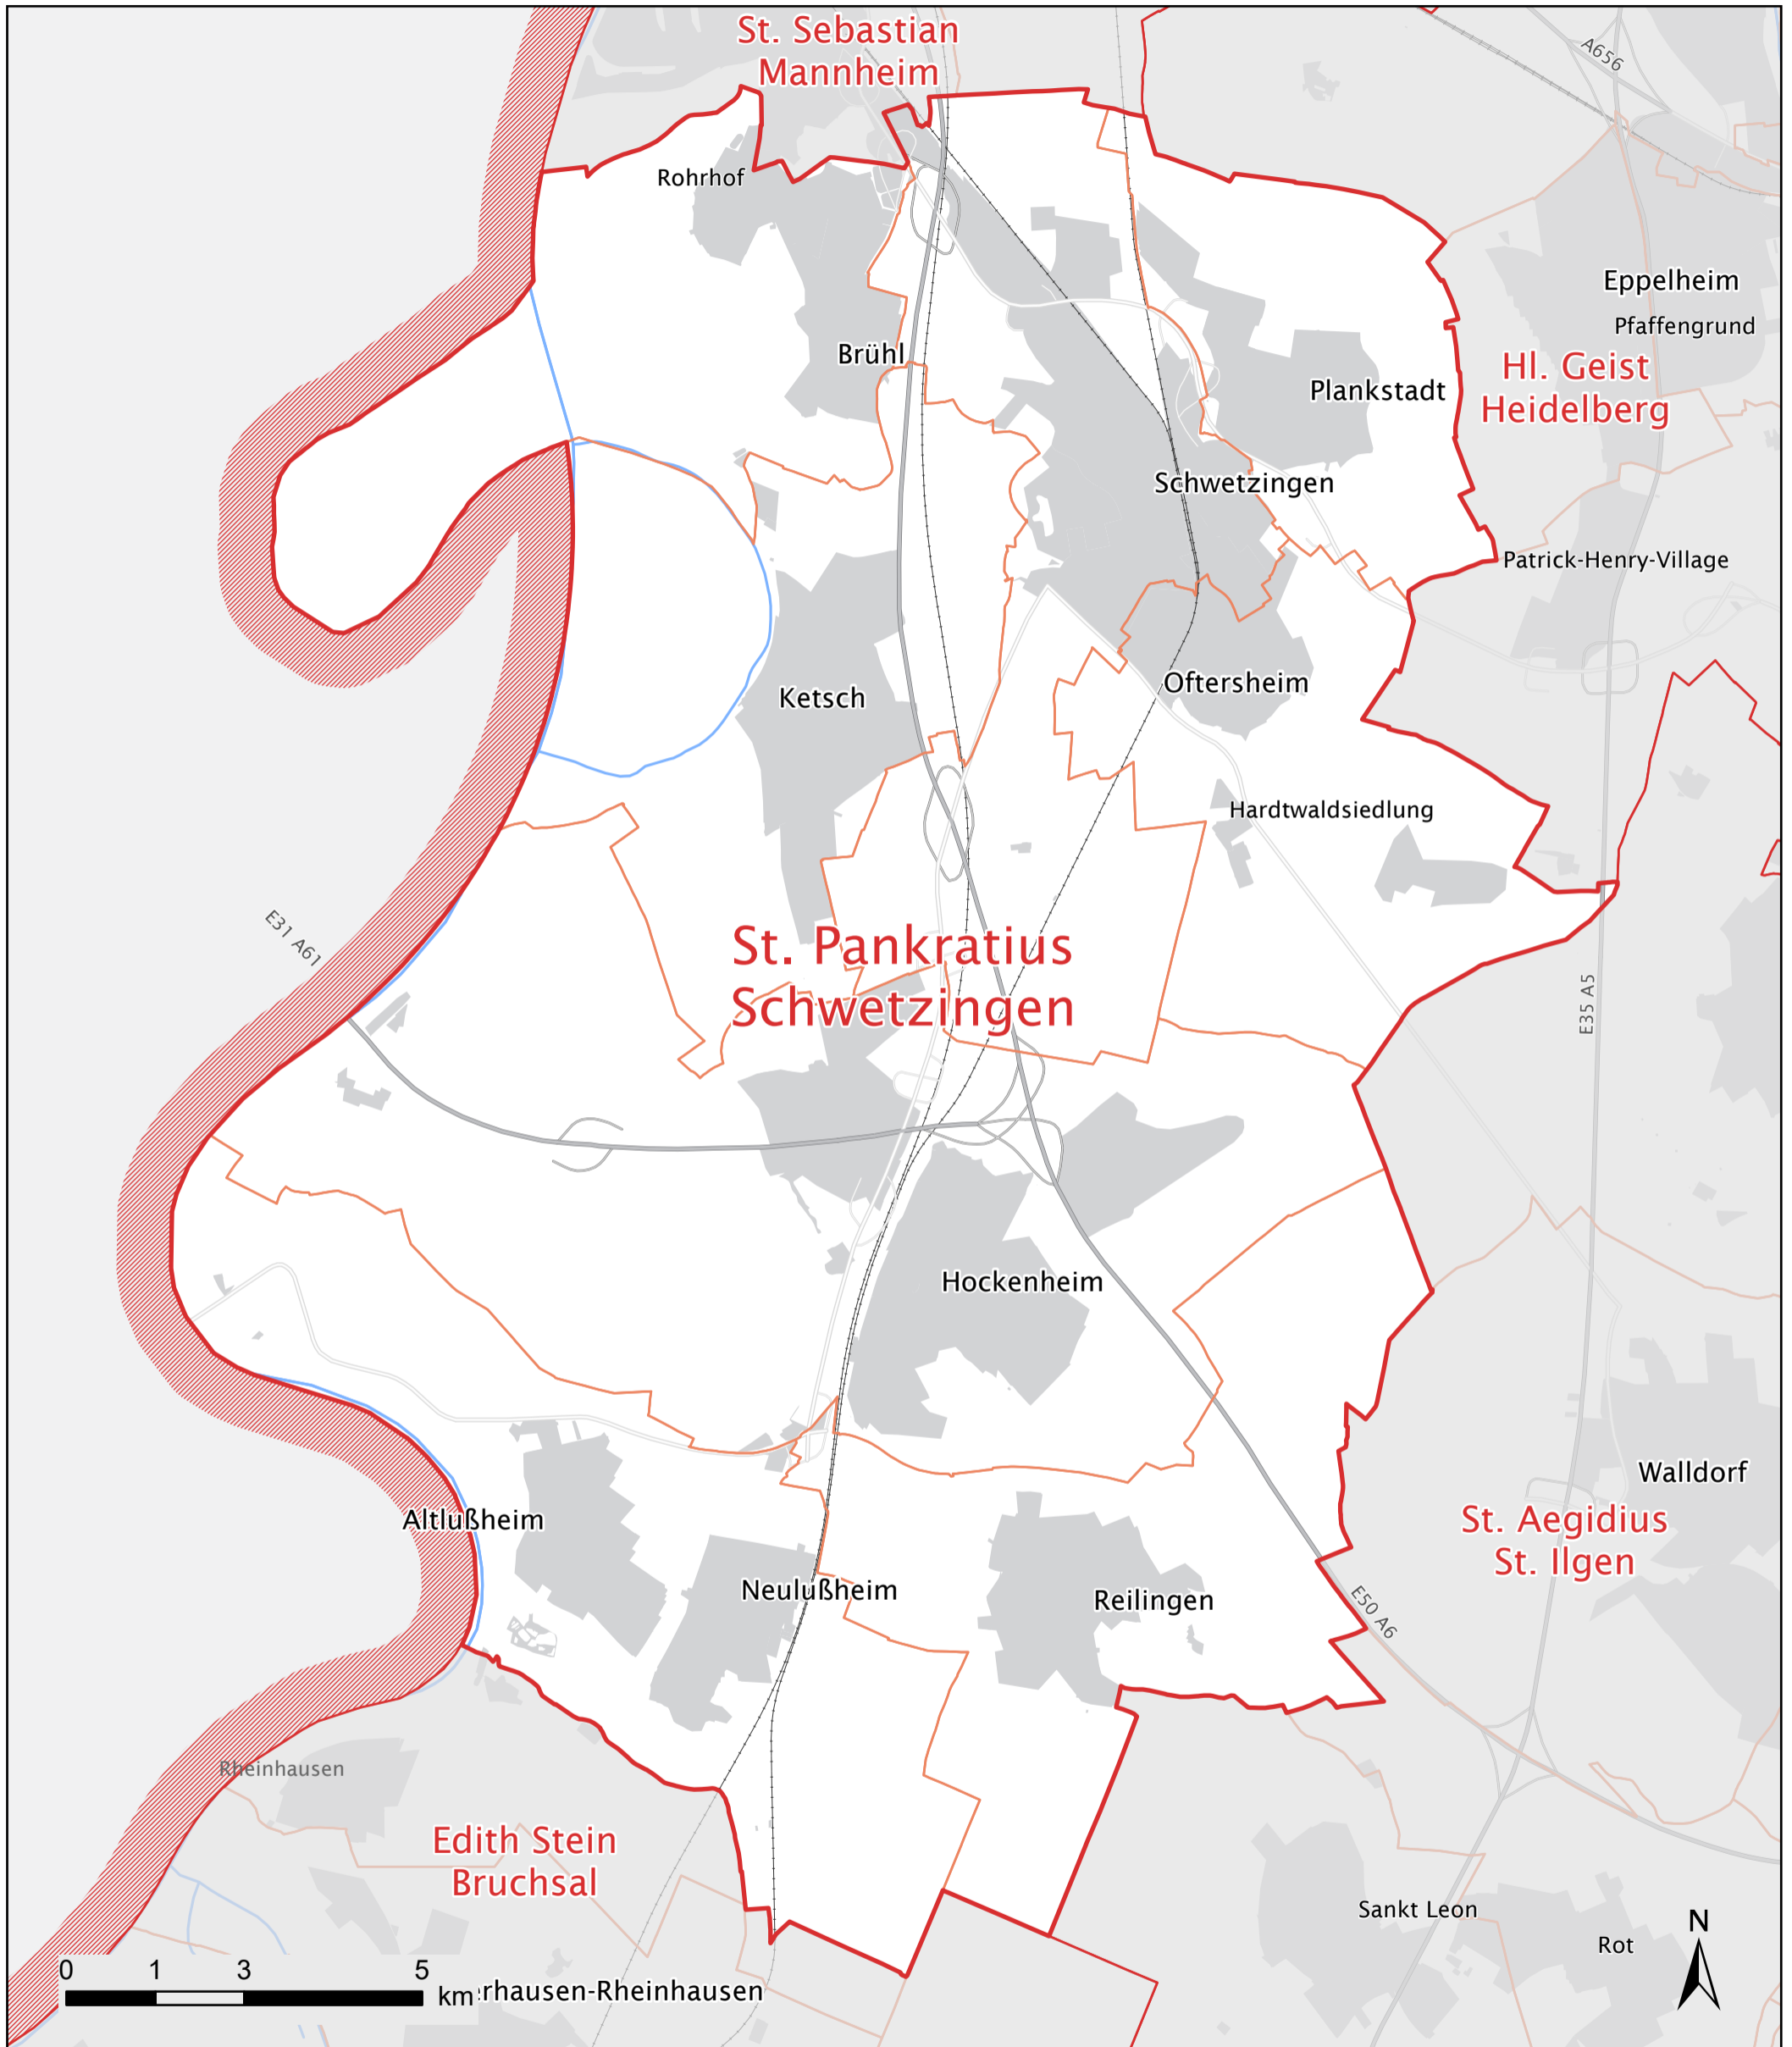 St. Sebastian
Mannheim
A656
Rohrhof
Eppelheim
Pfaffengrund
Brühl
Hl. Geist
Heidelberg
Plankstadt
Schwetzingen
Patrick-Henry-Village
Oftersheim
Ketsch
Hardtwaldsiedlung
E31 A61
St. Pankratius
Schwetzingen
E35 A5
Hockenheim
Walldorf
Altlußheim
St. Aegidius
St. Ilgen
Neulußheim
Reilingen
E50 A6
Rheinhausen
Edith Stein
Bruchsal
Sankt Leon
N
Rot
0 1 3 5
km
erhausen-Rheinhausen